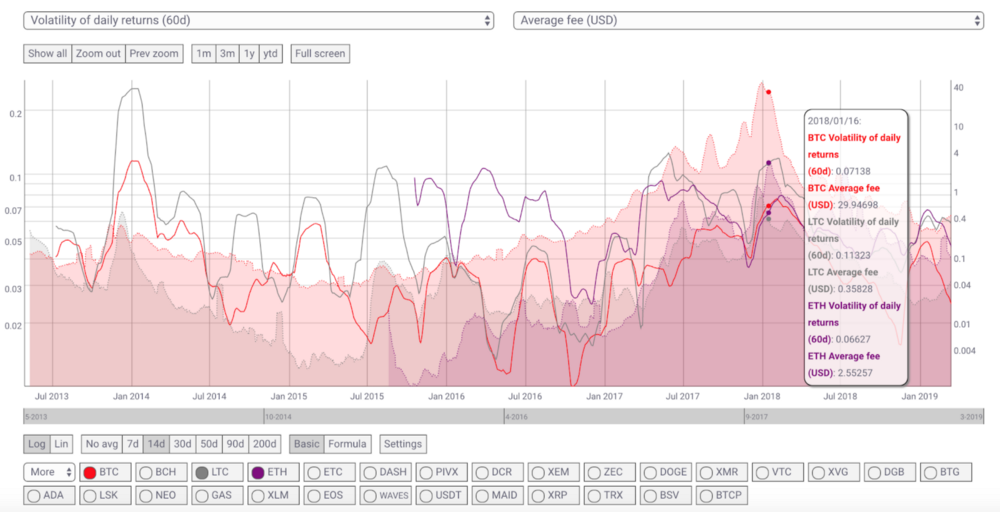 Volatility of daily returns (60d) Average fee (USD)
Show all Zoom out Prev zoom 1m 3m 1y ytd Full screen
40
0.2
10
4
0.1
1
0.07
0.4
0.05
0.1
0.03
0.04
0.02
0.01
0.004
2018/01/16:
BTC Volatility of daily
returns
(60d): 0.07138
BTC Average fee
(USD): 29.94698
LTC Volatility of daily
returns
(60d): 0.11323
LTC Average fee
(USD): 0.35828
ETH Volatility of daily
returns
(60d): 0.06627
ETH Average fee
(USD): 2.55257
Jul 2013 Jan 2014 Jul 2014 Jan 2015 Jul 2015 Jan 2016 Jul 2016 Jan 2017 Jul 2017 Jan 2018 Jul 2018 Jan 2019
5-2013 10-2014 4-2016 9-2017 3-2019
Log Lin No avg 7d 14d 30d 50d 90d 200d Basic Formula Settings
More BTC BCH LTC ETH ETC DASH PIVX DCR XEM ZEC DOGE XMR VTC XVG DGB BTG
ADA LSK NEO GAS XLM EOS WAVES USDT MAID XRP TRX BSV BTCP